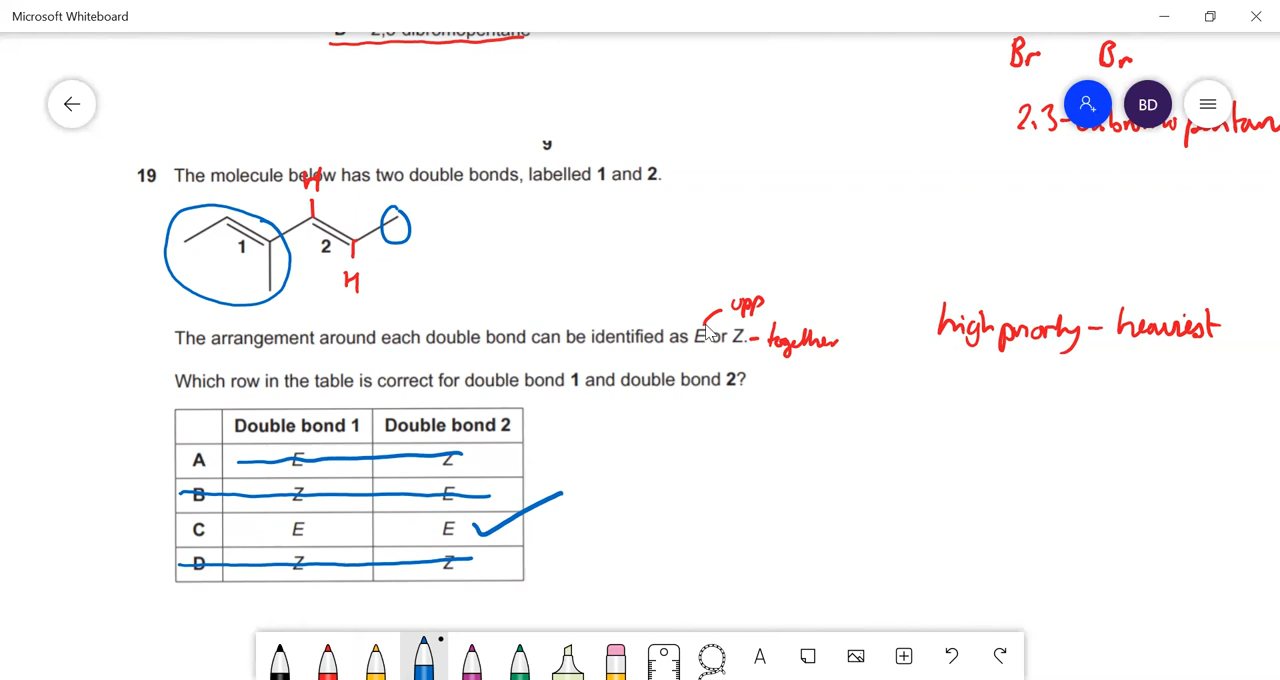 Microsoft Whiteboard
Br Br
BD
2,3-
9
19 The molecule below has two double bonds, labelled 1 and 2.
H
1 2
H
opp
high priorty - heaviest
The arrangement around each double bond can be identified as E or Z. - together
Which row in the table is correct for double bond 1 and double bond 2?
Double bond 1 Double bond 2
A E Z
B Z E
C E E
D Z Z
A